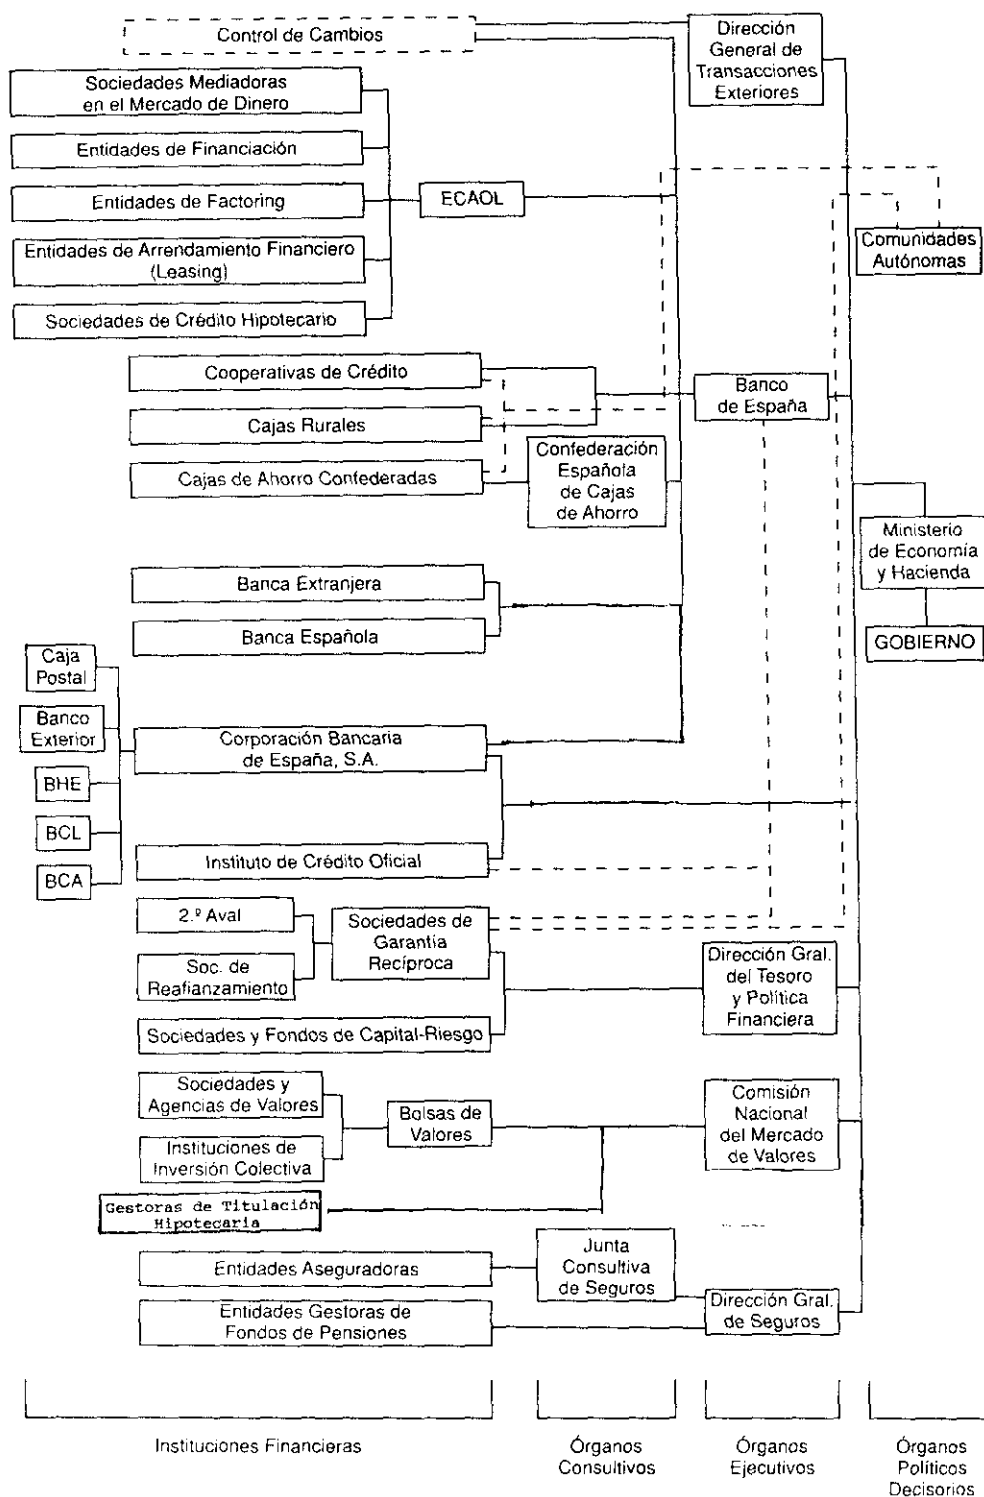 Control de Cambios
Dirección
General de
Transacciones
Exteriores
Sociedades Mediadoras
en el Mercado de Dinero
Entidades de Financiación
Entidades de Factoring
ECAOL
Entidades de Arrendamiento Financiero
(Leasing)
Sociedades de Crédito Hipotecario
Comunidades
Autónomas
Cooperativas de Crédito
Cajas Rurales
Cajas de Ahorro Confederadas
Banco
de España
Confederación
Española
de Cajas
de Ahorro
Ministerio
de Economía
y Hacienda
GOBIERNO
Banca Extranjera
Banca Española
Caja
Postal
Banco
Exterior
BHE
BCL
BCA
Corporación Bancaria
de España, S.A.
Instituto de Crédito Oficial
2.º Aval
Soc. de
Reafianzamiento
Sociedades de
Garantía
Recíproca
Sociedades y Fondos de Capital-Riesgo
Dirección Gral.
del Tesoro
y Política
Financiera
Sociedades y
Agencias de Valores
Instituciones de
Inversión Colectiva
Bolsas de
Valores
Comisión
Nacional
del Mercado
de Valores
Gestoras de Titulación
Hipotecaria
Entidades Aseguradoras
Junta
Consultiva
de Seguros
Entidades Gestoras de
Fondos de Pensiones
Dirección Gral.
de Seguros
Instituciones Financieras
Órganos
Consultivos
Órganos
Ejecutivos
Órganos
Políticos
Decisorios